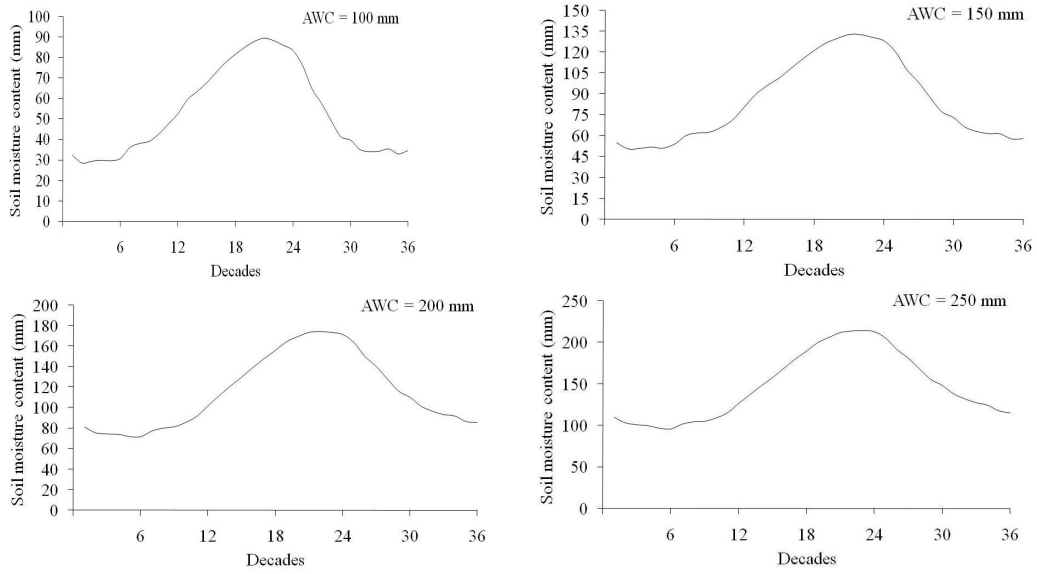 AWC = 100 mm
Soil moisture content (mm)
100
90
80
70
60
50
40
30
20
10
0
6 12 18 24 30 36
Decades
AWC = 150 mm
Soil moisture content (mm)
150
135
120
105
90
75
60
45
30
15
0
6 12 18 24 30 36
Decades
AWC = 200 mm
Soil moisture content (mm)
200
180
160
140
120
100
80
60
40
20
0
6 12 18 24 30 36
Decades
AWC = 250 mm
Soil moisture content (mm)
250
200
150
100
50
0
6 12 18 24 30 36
Decades